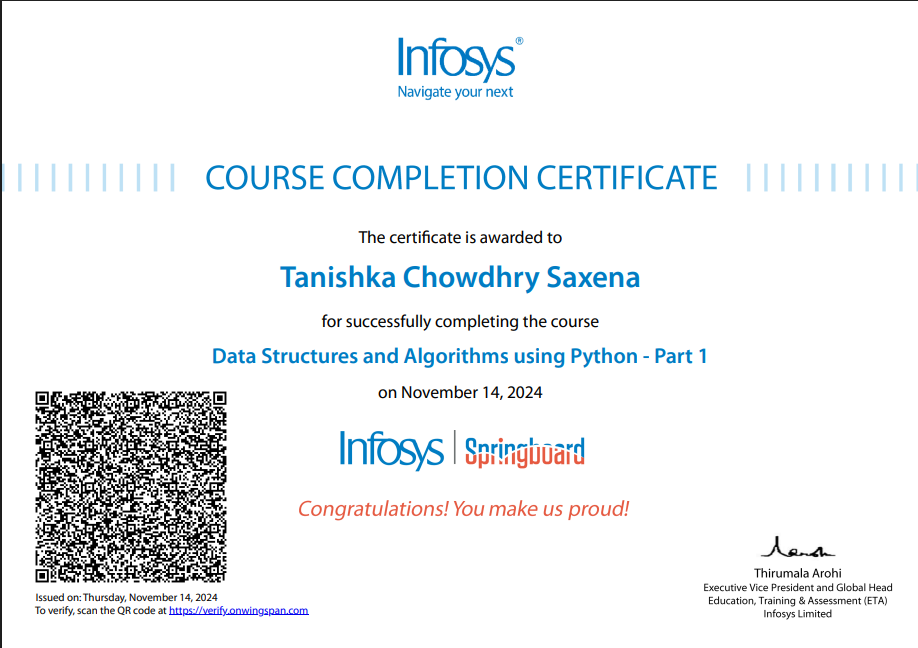 Infosys®
Navigate your next
COURSE COMPLETION CERTIFICATE
The certificate is awarded to
Tanishka Chowdhry Saxena
for successfully completing the course
Data Structures and Algorithms using Python - Part 1
on November 14, 2024
Infosys | Springboard
Congratulations! You make us proud!
Issued on: Thursday, November 14, 2024
To verify, scan the QR code at https://verify.onwingspan.com
Thirumala Arohi
Executive Vice President and Global Head
Education, Training & Assessment (ETA)
Infosys Limited